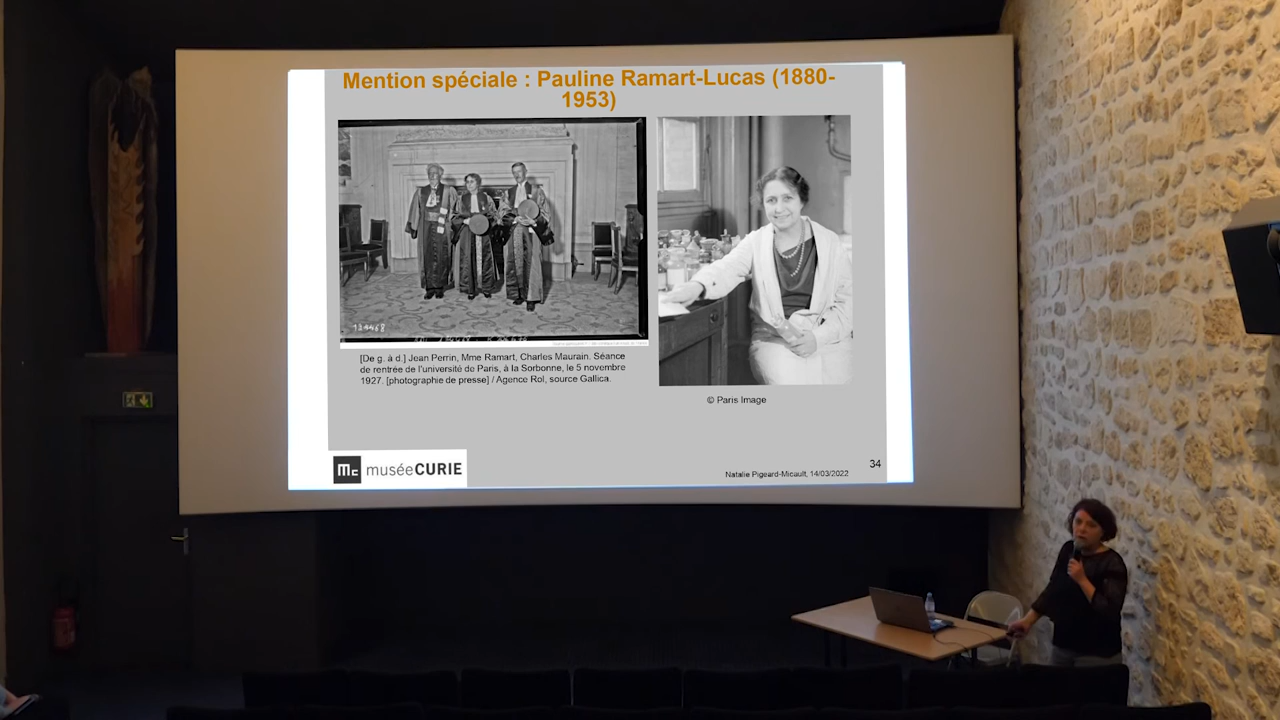 Mention spéciale : Pauline Ramart-Lucas (1880-
1953)
129468
[De g. à d.] Jean Perrin, Mme Ramart, Charles Maurain. Séance
de rentrée de l'université de Paris, à la Sorbonne, le 5 novembre
1927. [photographie de presse] / Agence Rol, source Gallica.
© Paris Image
Mc musée CURIE
Natalie Pigeard-Micault, 14/03/2022
34